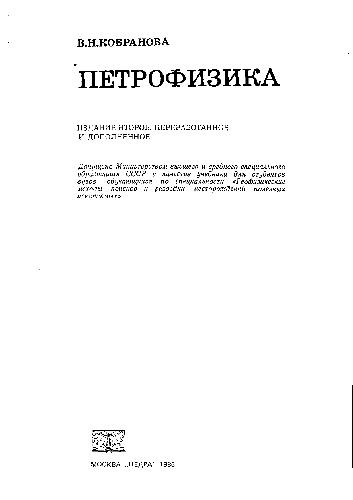 В.Н.КОБРАНОВА
ПЕТРОФИЗИКА
ИЗДАНИЕ ВТОРОЕ, ПЕРЕРАБОТАННОЕ
И ДОПОЛНЕННОЕ
Допущено Министерством высшего и среднего специального
образования СССР в качестве учебника для студентов
вузов, обучающихся по специальности «Геофизические
методы поисков и разведки месторождений полезных
ископаемых»
МОСКВА „НЕДРА" 1986